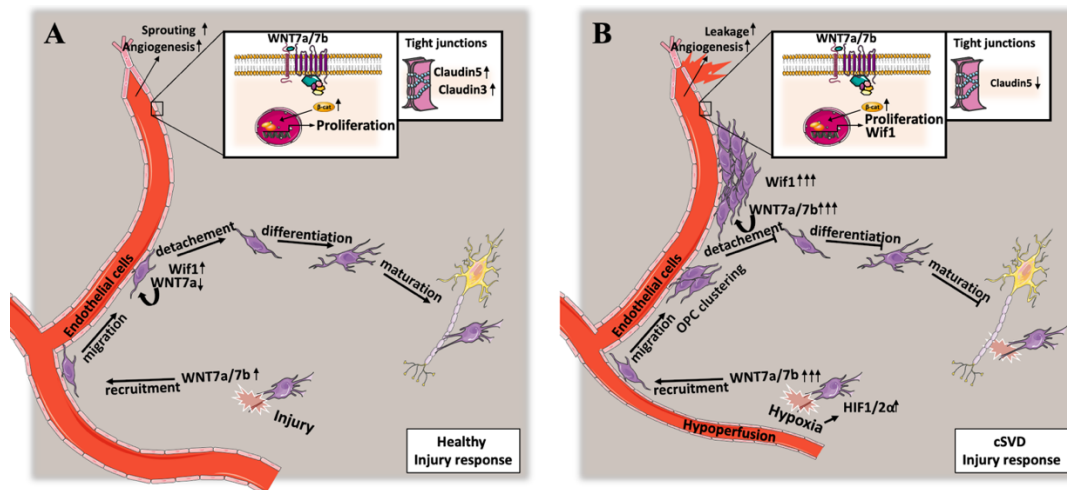 A
Sprouting ↑
Angiogenesis ↑
WNT7a/7b
β-cat ↑
Proliferation
Tight junctions
Claudin5 ↑
Claudin3 ↑
Endothelial cells
detachement
differentiation
maturation
Wif1↑
WNT7a↓
migration
recruitment
WNT7a/7b ↑
Injury
Healthy
Injury response
B
Leakage↑
Angiogenesis↑
WNT7a/7b
β-cat ↑
Proliferation
Wif1
Tight junctions
Claudin5 ↓
Wif1↑↑↑
WNT7a/7b↑↑↑
Endothelial cells
detachement
differentiation
maturation
OPC clustering
migration
recruitment
WNT7a/7b ↑↑↑
Hypoxia
HIF1/2α↑
Hypoperfusion
cSVD
Injury response